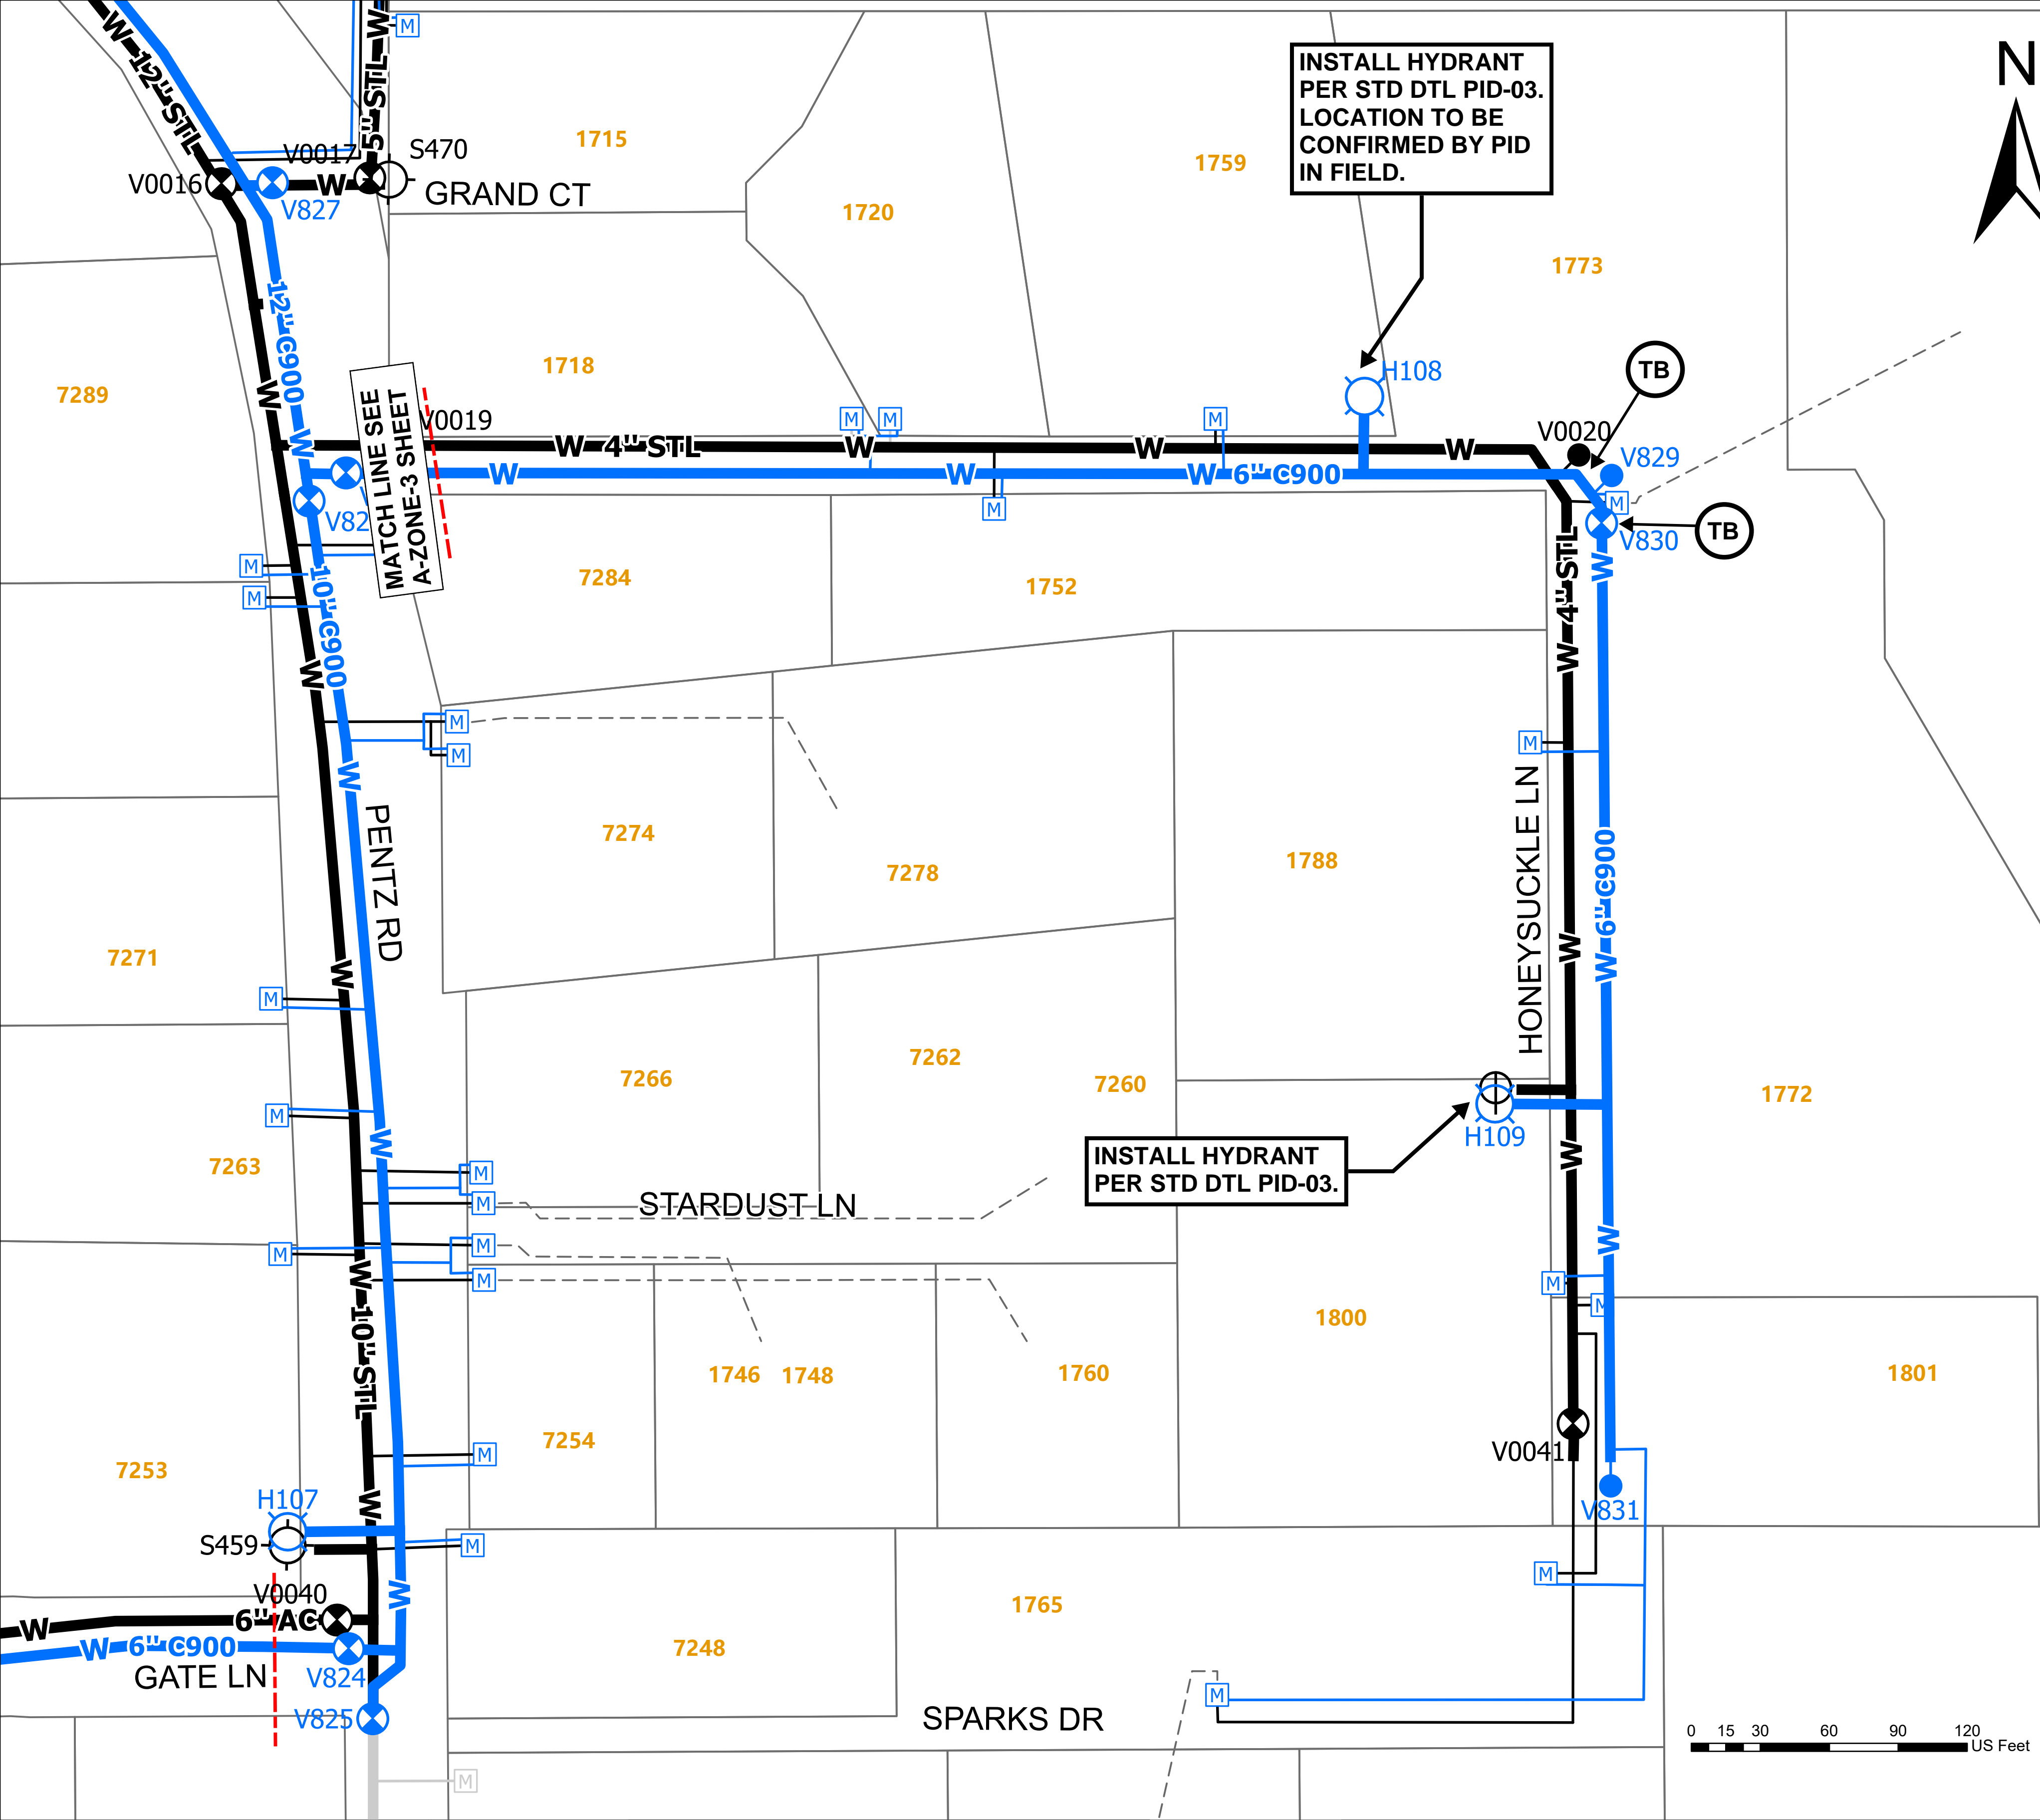 M
INSTALL HYDRANT
PER STD DTL PID-03.
LOCATION TO BE
CONFIRMED BY PID
IN FIELD.
N
W 12" STL
5" STL W
1715
V0017
S470
V0016
W
GRAND CT
V827
1759
1720
1773
12" C900 W
7289
1718
MATCH LINE SEE
A-ZONE-3 SHEET
V0019
H108
TB
V0020
V829
M
M
M
W 4" STL
W
W
W
W
W
W
W 6" C900
M
M
V82
V830
TB
M
M
7284
1752
10" C900
W
W 4" STL
W
M
M
M
W
PENTZ RD
7274
7278
1788
HONEYSUCKLE LN
W 6" C900
W
7271
W
M
7266
7262
7260
1772
M
W
H109
INSTALL HYDRANT
PER STD DTL PID-03.
W
7263
M
M
STARDUST LN
W
M
M
M
M
M
W 10" STL
1800
1801
1746
1748
1760
7254
7253
M
V0041
V831
H107
W
S459
M
M
V0040
W
6" AC
W
W 6" C900
1765
7248
V824
GATE LN
M
V825
SPARKS DR
0 15 30 60 90 120
US Feet
M